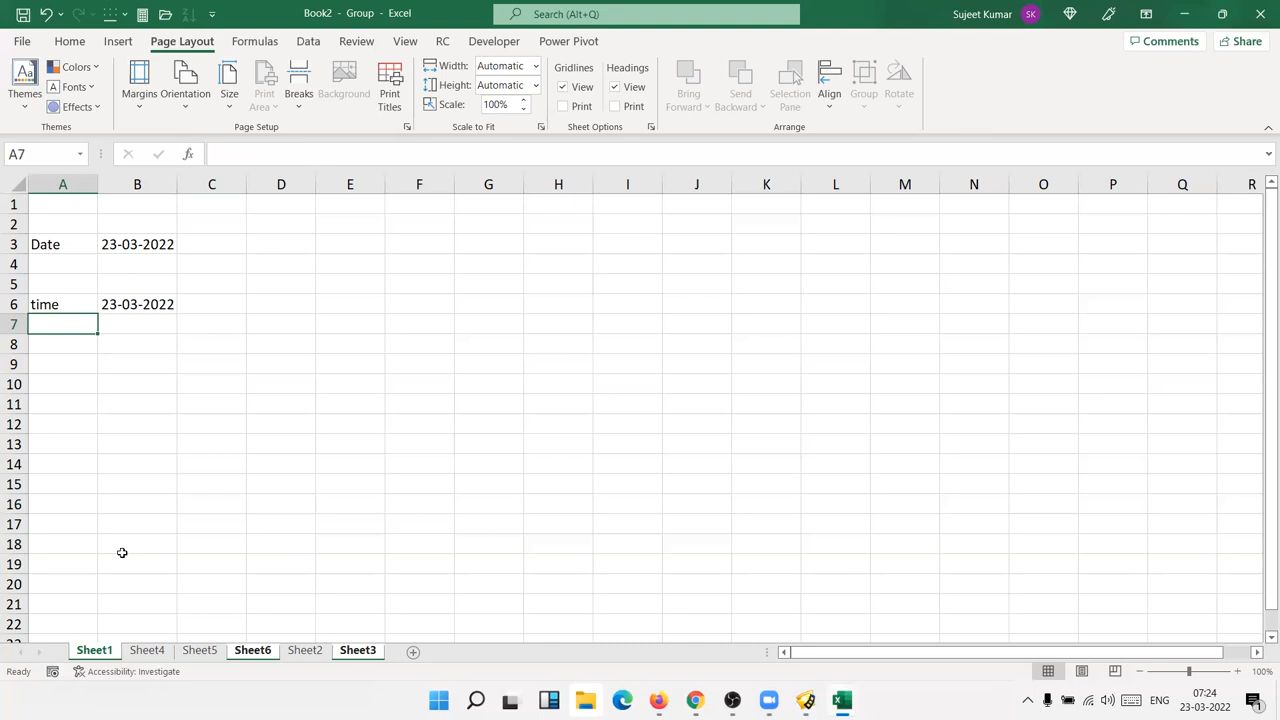 Book2 - Group - Excel
Search (Alt+Q)
Sujeet Kumar
SK
File Home Insert Page Layout Formulas Data Review View RC Developer Power Pivot
Comments Share
Themes
Colors
Fonts
Effects
Themes
Margins Orientation Size Print Area Breaks Background Print Titles
Page Setup
Width: Automatic
Height: Automatic
Scale: 100%
Scale to Fit
Gridlines Headings
View View
Print Print
Sheet Options
Bring Forward Send Backward Selection Pane Align Group Rotate
Arrange
A7
fx
A B C D E F G H I J K L M N O P Q R
1
2
3 Date 23-03-2022
4
5
6 time 23-03-2022
7
8
9
10
11
12
13
14
15
16
17
18
19
20
21
22
Sheet1 Sheet4 Sheet5 Sheet6 Sheet2 Sheet3
Ready Accessibility: Investigate 100%
ENG 07:24
23-03-2022
1